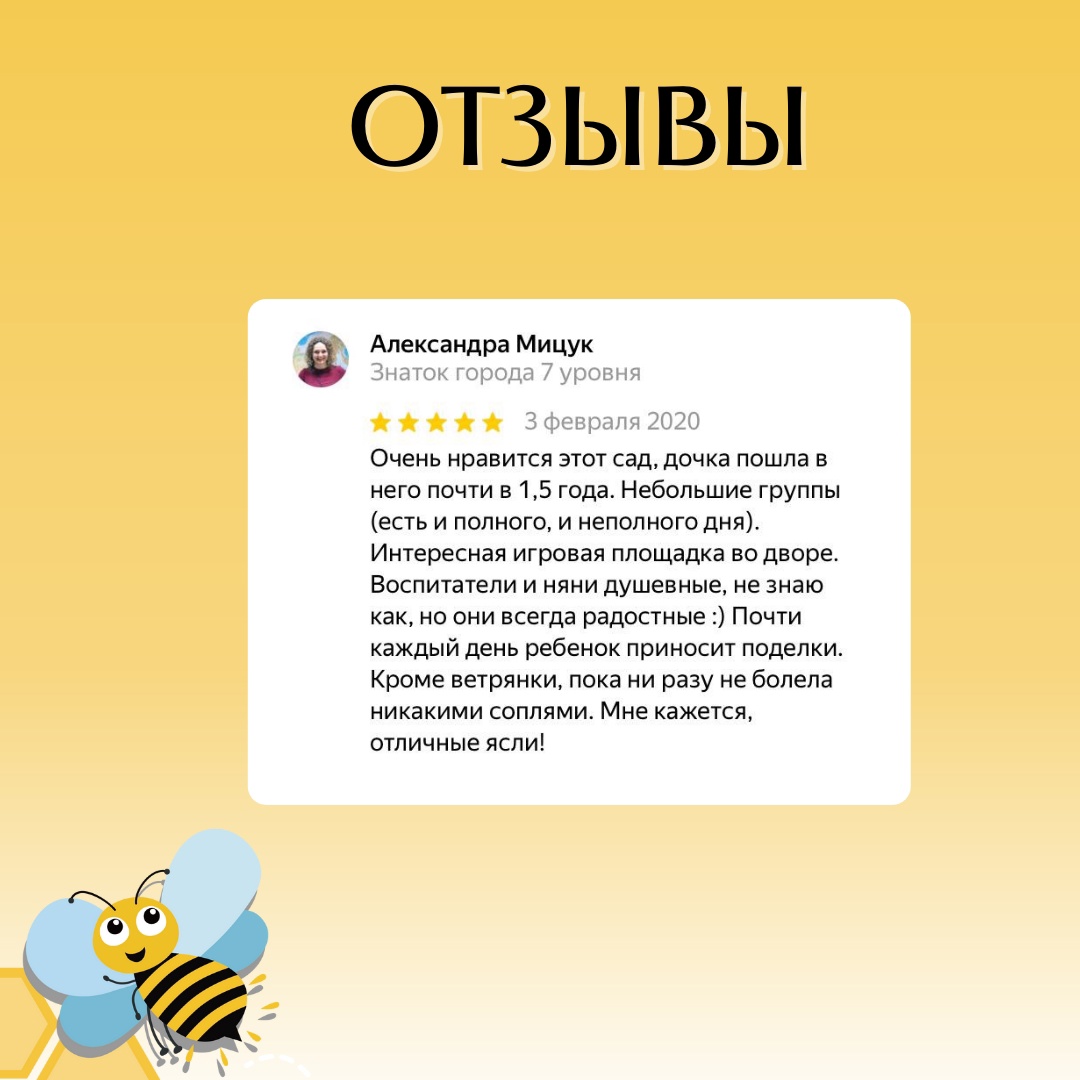 ОТЗЫВЫ
Александра Мицук
Знаток города 7 уровня
3 февраля 2020
Очень нравится этот сад, дочка пошла в
него почти в 1,5 года. Небольшие группы
(есть и полного, и неполного дня).
Интересная игровая площадка во дворе.
Воспитатели и няни душевные, не знаю
как, но они всегда радостные :) Почти
каждый день ребенок приносит поделки.
Кроме ветрянки, пока ни разу не болела
никакими соплями. Мне кажется,
отличные ясли!